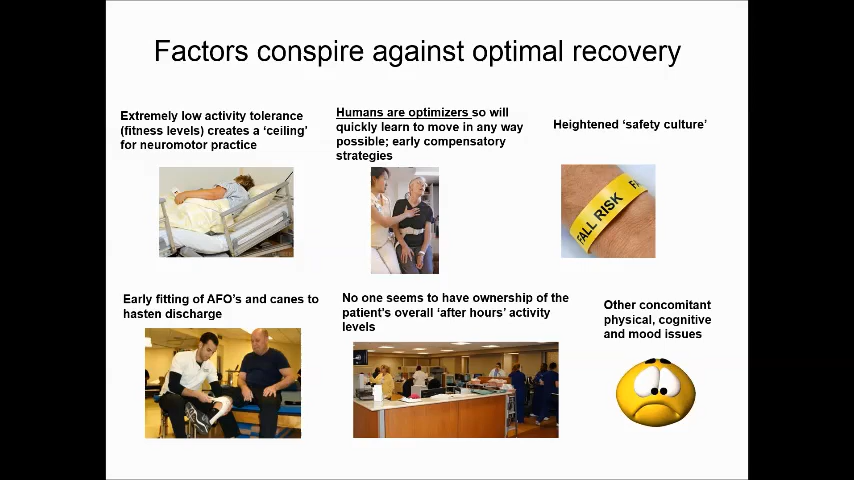 Factors conspire against optimal recovery
Extremely low activity tolerance
(fitness levels) creates a ‘ceiling’
for neuromotor practice
Humans are optimizers so will
quickly learn to move in any way
possible; early compensatory
strategies
Heightened ‘safety culture’
FALL RISK FA
Early fitting of AFO’s and canes to
hasten discharge
No one seems to have ownership of the
patient’s overall ‘after hours’ activity
levels
Other concomitant
physical, cognitive
and mood issues